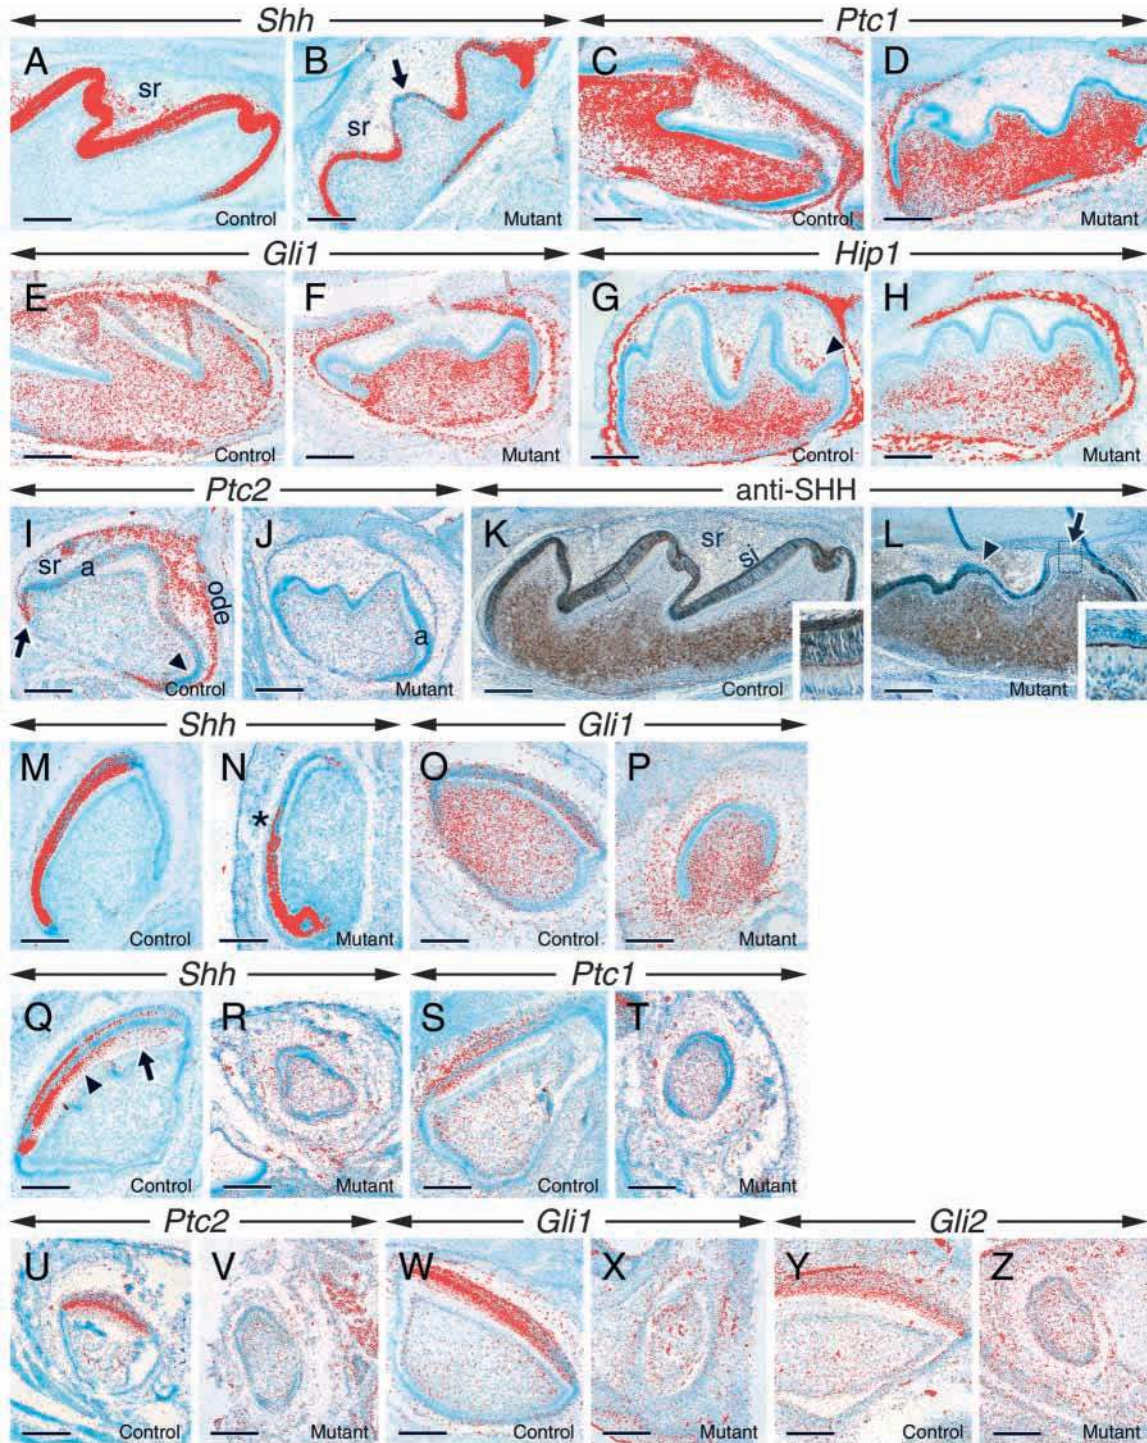 Shh Ptc1
A sr Control B sr Mutant C Control D Mutant
Gli1 Hip1
E Control F Mutant G Control H Mutant
Ptc2 anti-SHH
I sr a ode Control J a Mutant K sr si Control L Mutant
Shh Gli1
M Control N * Mutant O Control P Mutant
Shh Ptc1
Q Control R Mutant S Control T Mutant
Ptc2 Gli1 Gli2
U Control V Mutant W Control X Mutant Y Control Z Mutant